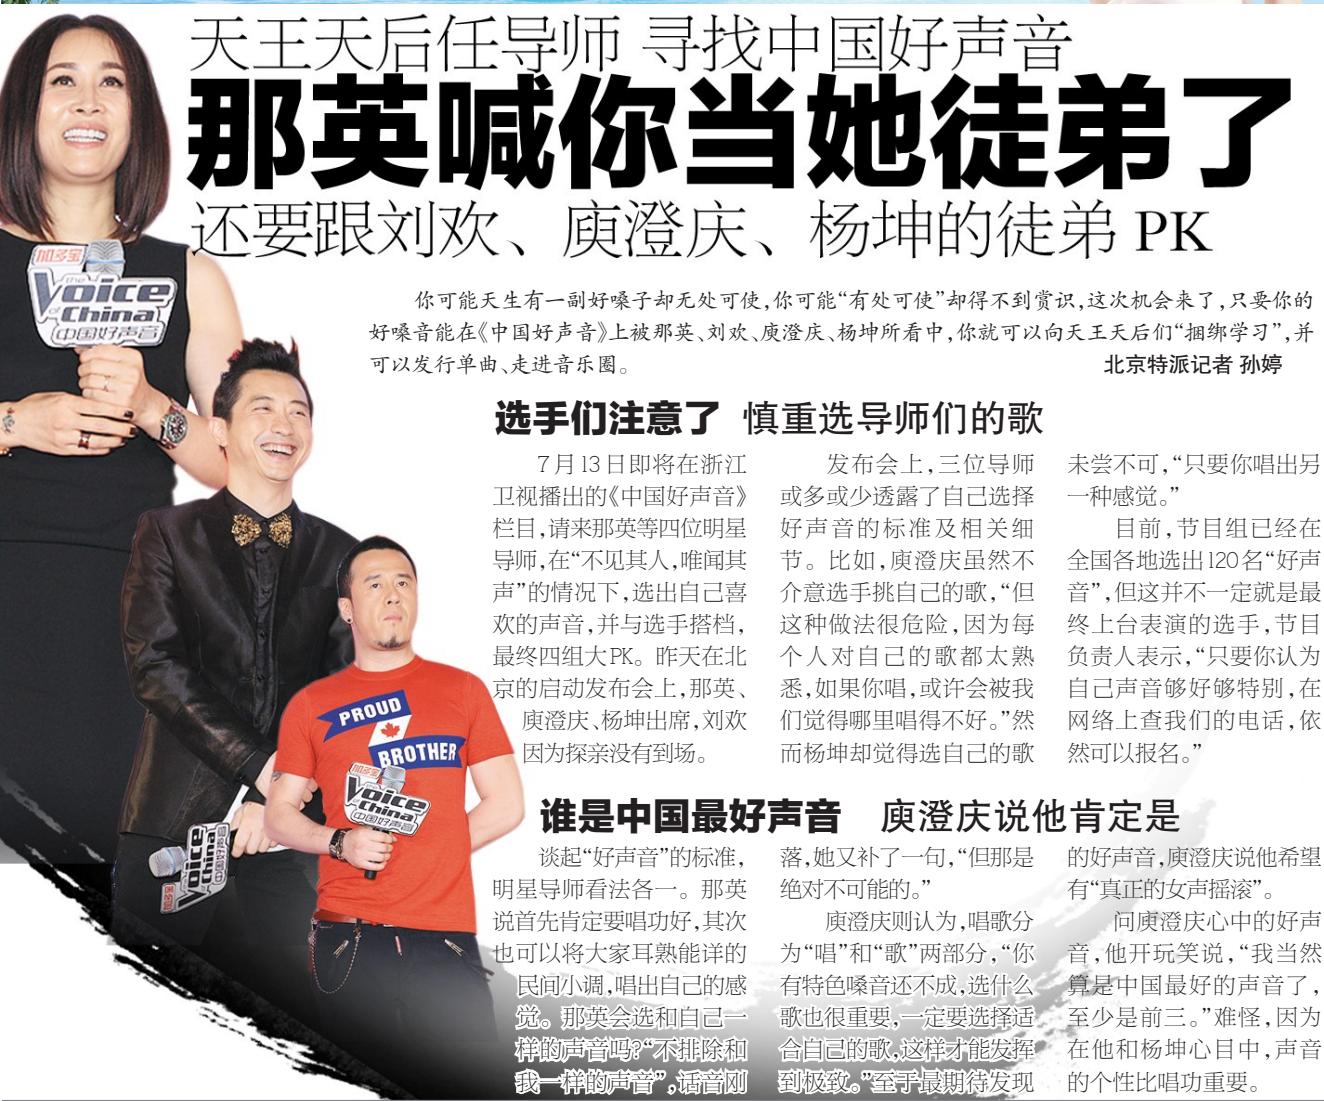 天王天后任导师 寻找中国好声音
那英喊你当她徒弟了
还要跟刘欢、庾澄庆、杨坤的徒弟 PK
你可能天生有一副好嗓子却无处可使,你可能“有处可使”却得不到赏识,这次机会来了,只要你的
好嗓音能在《中国好声音》上被那英、刘欢、庾澄庆、杨坤所看中,你就可以向天王天后们“捆绑学习”,并
可以发行单曲、走进音乐圈。
北京特派记者 孙婷
选手们注意了 慎重选导师们的歌
7月13日即将在浙江
卫视播出的《中国好声音》
栏目,请来那英等四位明星
导师,在“不见其人,唯闻其
声”的情况下,选出自己喜
欢的声音,并与选手搭档,
最终四组大PK。昨天在北
京的启动发布会上,那英、
庾澄庆、杨坤出席,刘欢
因为探亲没有到场。
发布会上,三位导师
或多或少透露了自己选择
好声音的标准及相关细
节。比如,庾澄庆虽然不
介意选手挑自己的歌,“但
这种做法很危险,因为每
个人对自己的歌都太熟
悉,如果你唱,或许会被我
们觉得哪里唱得不好。”然
而杨坤却觉得选自己的歌
未尝不可,“只要你唱出另
一种感觉。”
目前,节目组已经在
全国各地选出120名“好声
音”,但这并不一定就是最
终上台表演的选手,节目
负责人表示,“只要你认为
自己声音够好够特别,在
网络上查我们的电话,依
然可以报名。”
谁是中国最好声音 庾澄庆说他肯定是
谈起“好声音”的标准,
明星导师看法各一。那英
说首先肯定要唱功好,其次
也可以将大家耳熟能详的
民间小调,唱出自己的感
觉。那英会选和自己一
样的声音吗?“不排除和
我一样的声音”,话音刚
落,她又补了一句,“但那是
绝对不可能的。”
庾澄庆则认为,唱歌分
为“唱”和“歌”两部分,“你
有特色嗓音还不成,选什么
歌也很重要,一定要选择适
合自己的歌,这样才能发挥
到极致。”至于最期待发现
的好声音,庾澄庆说他希望
有“真正的女声摇滚”。
问庾澄庆心中的好声
音,他开玩笑说,“我当然
算是中国最好的声音了,
至少是前三。”难怪,因为
在他和杨坤心目中,声音
的个性比唱功重要。
加多宝
the
Voice
of China
中国好声音
PROUD
BROTHER
加多宝
Voice
of China
中国好声音
加多宝
Voice
of China
中国好声音